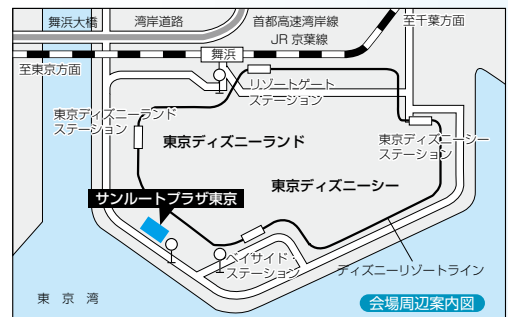 舞浜大橋
湾岸道路
首都高速湾岸線
至千葉方面
JR 京葉線
舞浜
至東京方面
リゾートゲート
ステーション
東京ディズニーランド
ステーション
東京ディズニーランド
東京ディズニーシー
ステーション
東京ディズニーシー
サンルートプラザ東京
ベイサイド
ステーション
ディズニーリゾートライン
東京湾
会場周辺案内図